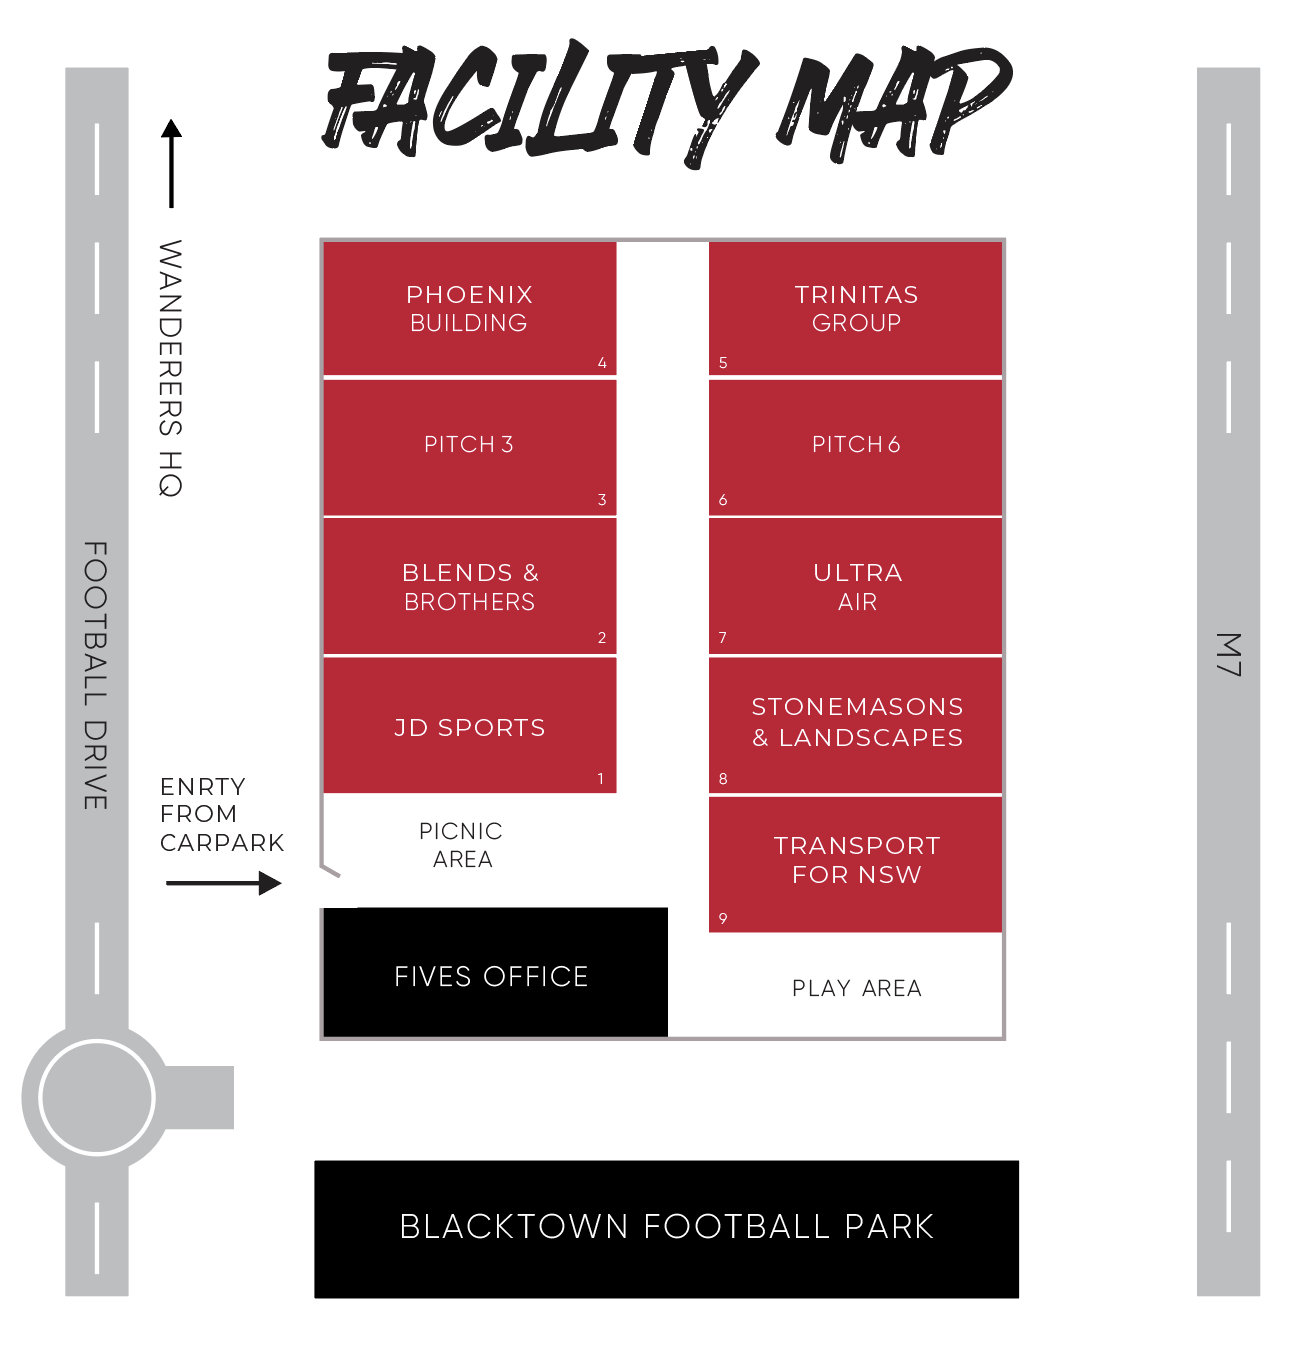 FACILITY MAP
WANDERERS HQ
FOOTBALL DRIVE
M7
PHOENIX
BUILDING
4
TRINITAS
GROUP
5
PITCH 3
3
PITCH 6
6
BLENDS &
BROTHERS
2
ULTRA
AIR
7
JD SPORTS
1
STONEMASONS
& LANDSCAPES
8
ENRTY
FROM
CARPARK
PICNIC
AREA
TRANSPORT
FOR NSW
9
FIVES OFFICE
PLAY AREA
BLACKTOWN FOOTBALL PARK